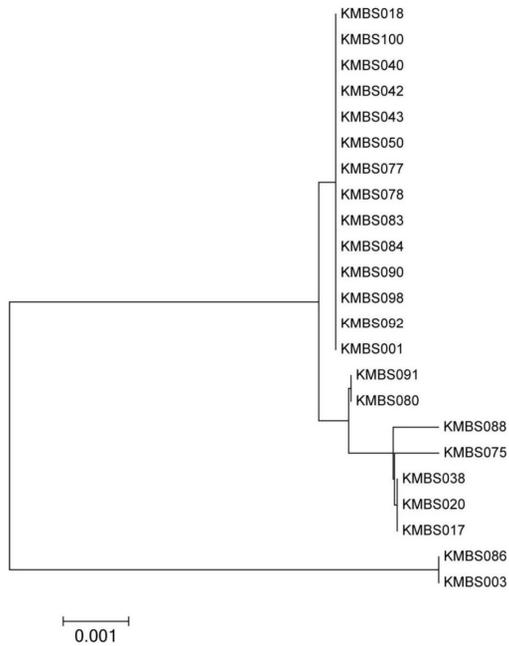 KMBS018
KMBS100
KMBS040
KMBS042
KMBS043
KMBS050
KMBS077
KMBS078
KMBS083
KMBS084
KMBS090
KMBS098
KMBS092
KMBS001
KMBS091
KMBS080
KMBS088
KMBS075
KMBS038
KMBS020
KMBS017
KMBS086
KMBS003
0.001